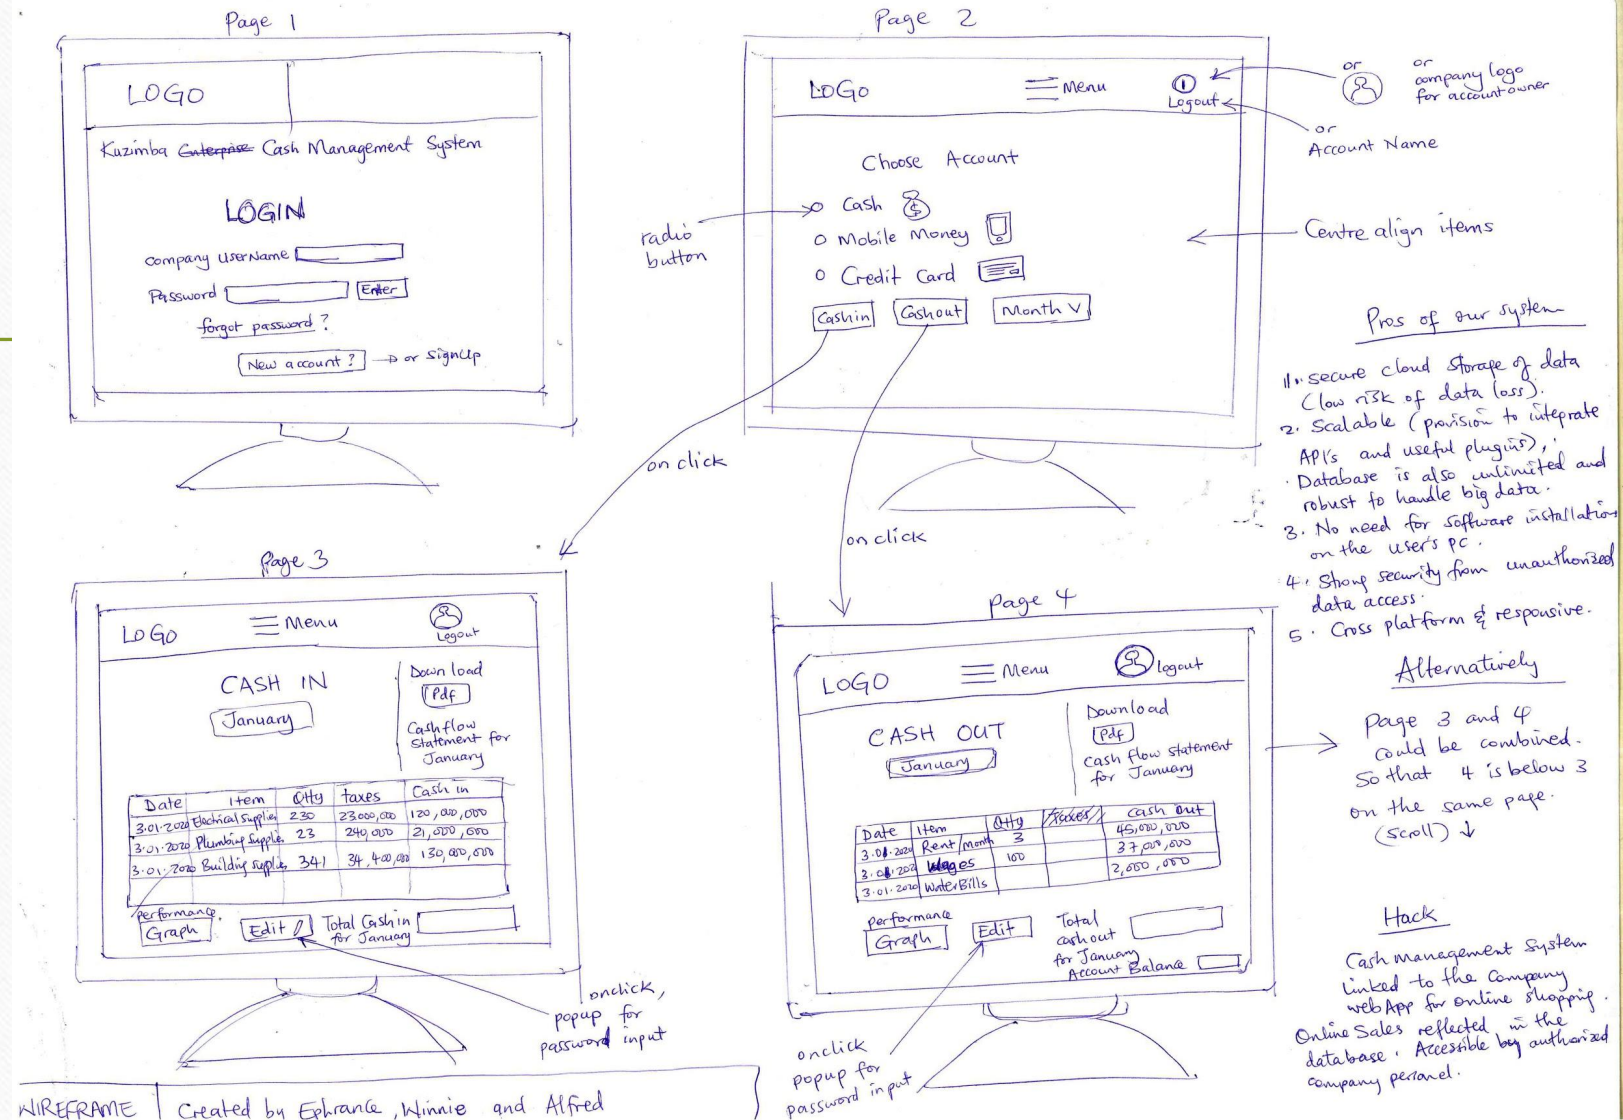 Page 1
LOGO
Kuzimba Enterprise Cash Management System
LOGIN
Company UserName
Password
Enter
forgot password?
New account? → or SignUp
Page 2
LOGO
Menu
Logout
or
or
company logo
for account owner
or
Account Name
Choose Account
Cash
Mobile Money
Credit Card
Cashin
Cashout
Month V
radio
button
Centre align items
on click
on click
Pros of our system
1. secure cloud storage of data
(low risk of data loss).
2. Scalable (provision to integrate
API's and useful plugins),
. Database is also unlimited and
robust to handle big data.
3. No need for software installation
on the user's pc.
4. Strong security from unauthorized
data access.
5. Cross platform & responsive.
Page 3
LOGO
Menu
Logout
CASH IN
January
Download
Pdf
Cashflow
statement for
January
Date Item Qtty taxes Cash in
3.01.2020 Electrical Supplies 230 23000,000 120,000,000
3.01.2020 Plumbing Supplies 23 240,000 21,000,000
3.01.2020 Building Supplies 341 34,400,000 130,000,000
performance
Graph
Edit
Total Cash in
for January
onclick,
popup for
password input
Page 4
LOGO
Menu
logout
CASH OUT
January
Download
Pdf
cash flow statement
for January
Date Item Qtty taxes cash out
3.01.2020 Rent/month 3 45,000,000
3.01.202 Wages 100 37,000,000
3.01.2020 Water Bills 2,000,000
performance
Graph
Edit
Total
cashout
for January
Account Balance
onclick
popup for
password input
Alternatively
Page 3 and 4
could be combined.
So that 4 is below 3
on the same page.
(scroll) ↓
Hack
Cash management System
linked to the Company
web App for online shopping.
Online Sales reflected in the
database. Accessible by authorized
company personel.
WIREFRAME
Created by Ephrance, Winnie and Alfred